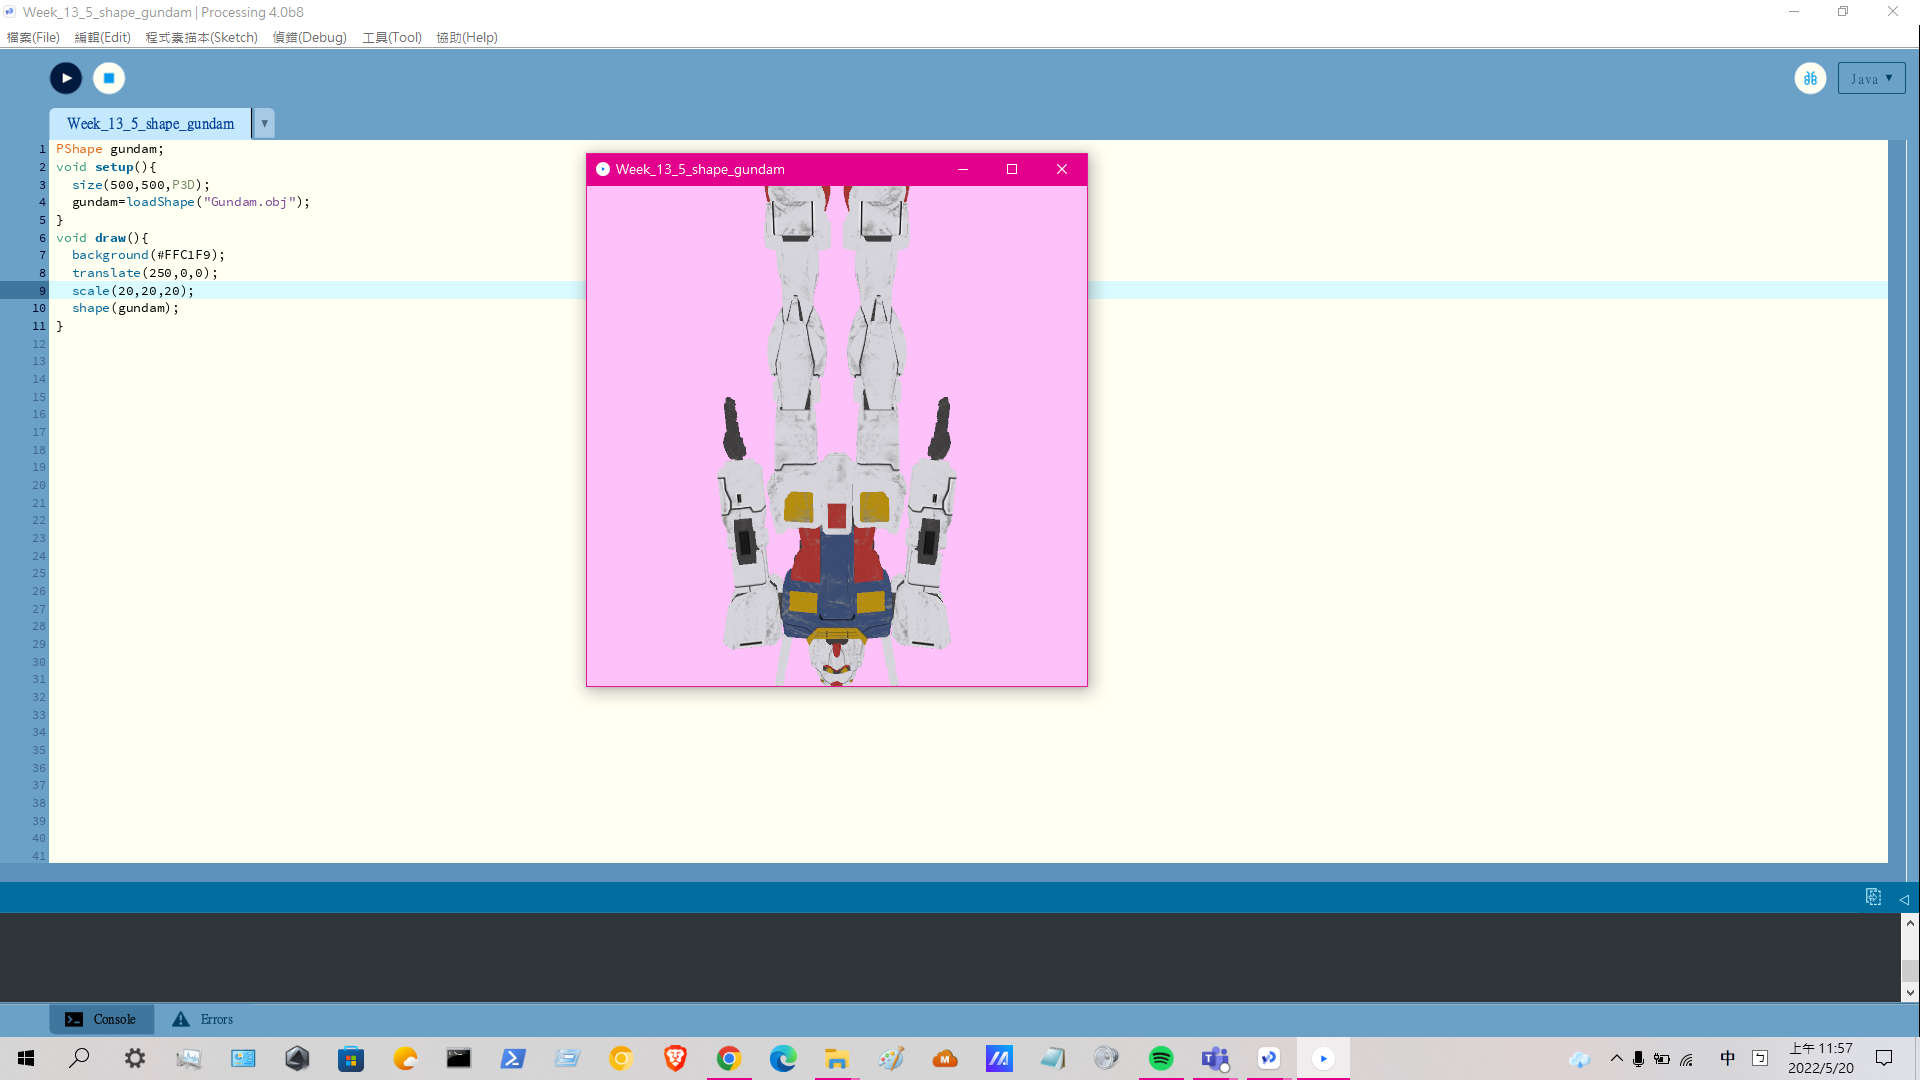 Week_13_5_shape_gundam | Processing 4.0b8
檔案(File) 編輯(Edit) 程式素描本(Sketch) 偵錯(Debug) 工具(Tool) 協助(Help)
Java ▼
Week_13_5_shape_gundam ▼
1 PShape gundam;
2 void setup(){
3 size(500,500,P3D);
4 gundam=loadShape("Gundam.obj");
5 }
6 void draw(){
7 background(#FFC1F9);
8 translate(250,0,0);
9 scale(20,20,20);
10 shape(gundam);
11 }
12
13
14
15
16
17
18
19
20
21
22
23
24
25
26
27
28
29
30
31
32
33
34
35
36
37
38
39
40
41
Week_13_5_shape_gundam
Console Errors
中 ㄅ 上午 11:57
2022/5/20